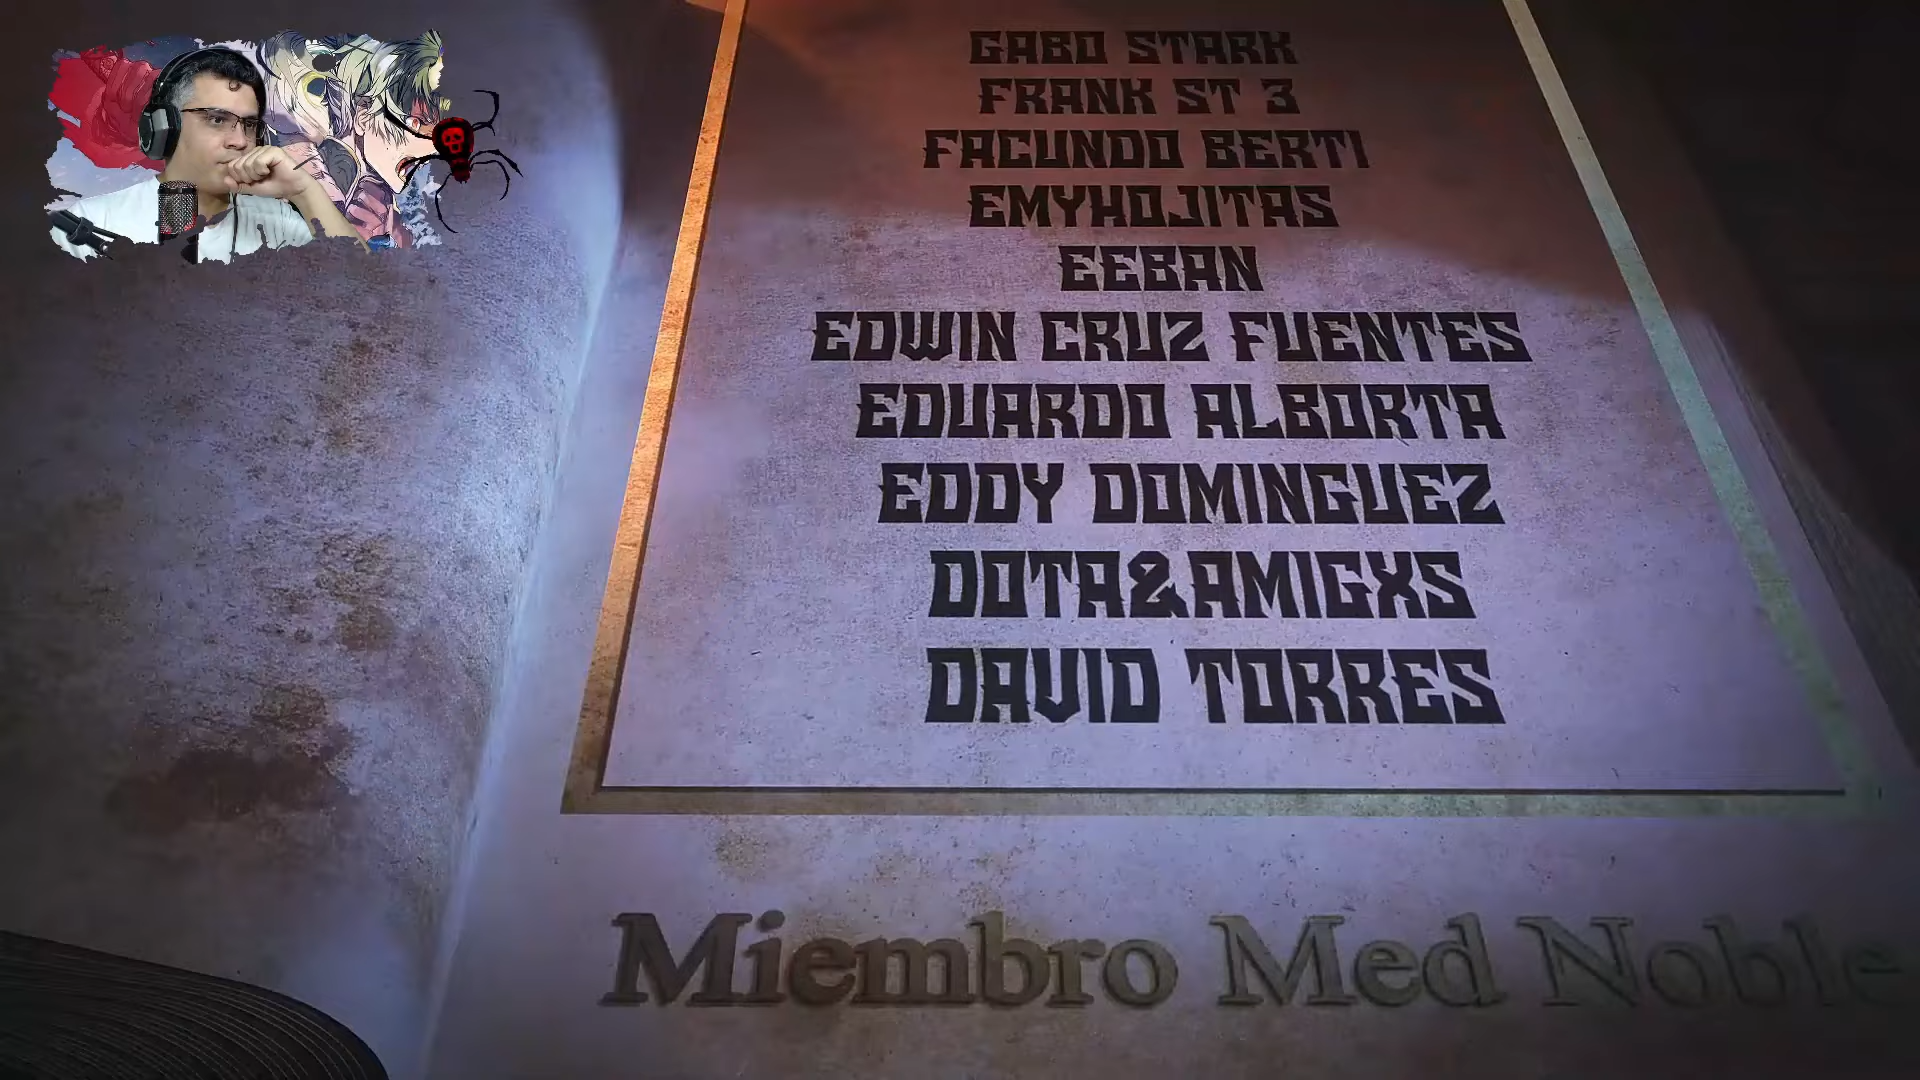 GABO STARK
FRANK ST 3
FACUNDO BERTI
EMYHOJITAS
EEBAN
EDWIN CRUZ FUENTES
EDUARDO ALBORTA
EDDY DOMINGUEZ
DOTA&AMIGXS
DAVID TORRES
Miembro Med Noble